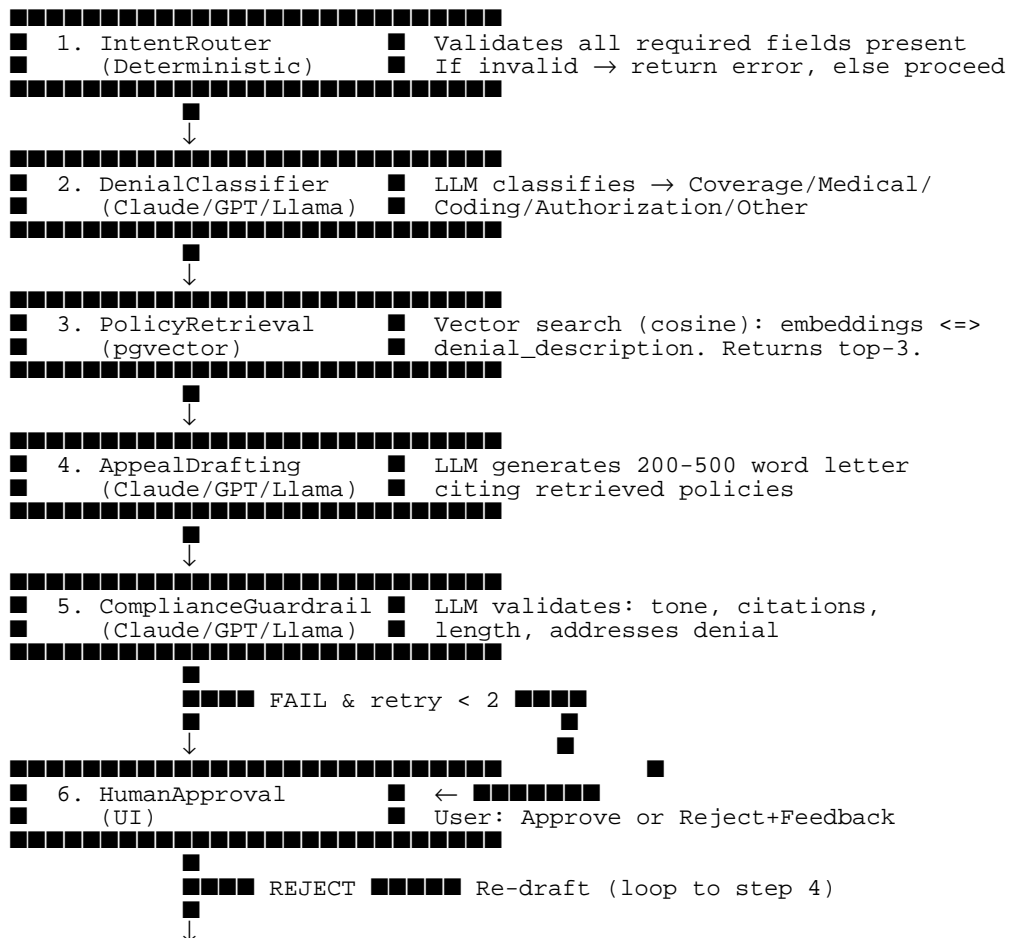 1. IntentRouter Validates all required fields present
(Deterministic) If invalid → return error, else proceed
↓
2. DenialClassifier LLM classifies → Coverage/Medical/
(Claude/GPT/Llama) Coding/Authorization/Other
↓
3. PolicyRetrieval Vector search (cosine): embeddings <=>
(pgvector) denial_description. Returns top-3.
↓
4. AppealDrafting LLM generates 200-500 word letter
(Claude/GPT/Llama) citing retrieved policies
↓
5. ComplianceGuardrail LLM validates: tone, citations,
(Claude/GPT/Llama) length, addresses denial
FAIL & retry < 2
↓
6. HumanApproval ←
(UI) User: Approve or Reject+Feedback
REJECT Re-draft (loop to step 4)
↓